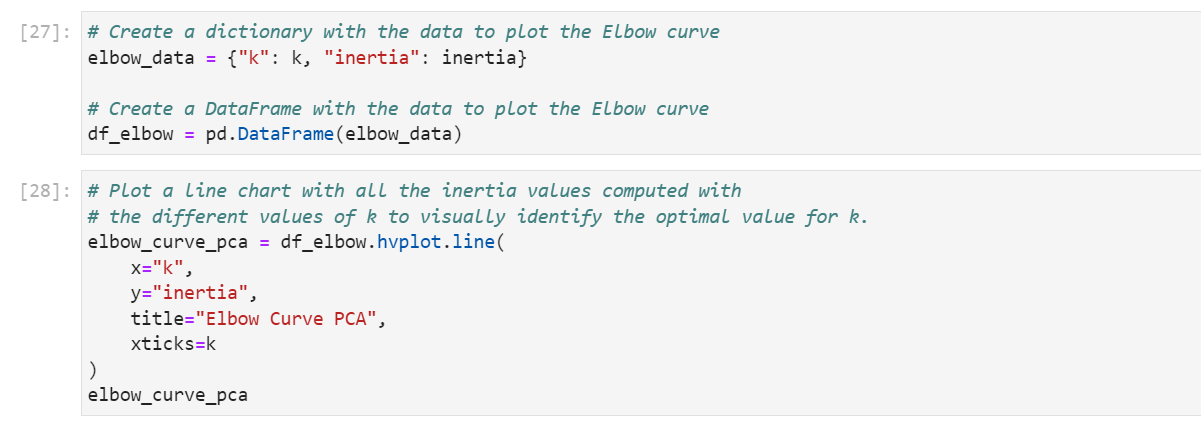 [27]: # Create a dictionary with the data to plot the Elbow curve
elbow_data = {"k": k, "inertia": inertia}
# Create a DataFrame with the data to plot the Elbow curve
df_elbow = pd.DataFrame(elbow_data)
[28]: # Plot a line chart with all the inertia values computed with
# the different values of k to visually identify the optimal value for k.
elbow_curve_pca = df_elbow.hvplot.line(
    x="k",
    y="inertia",
    title="Elbow Curve PCA",
    xticks=k
)
elbow_curve_pca